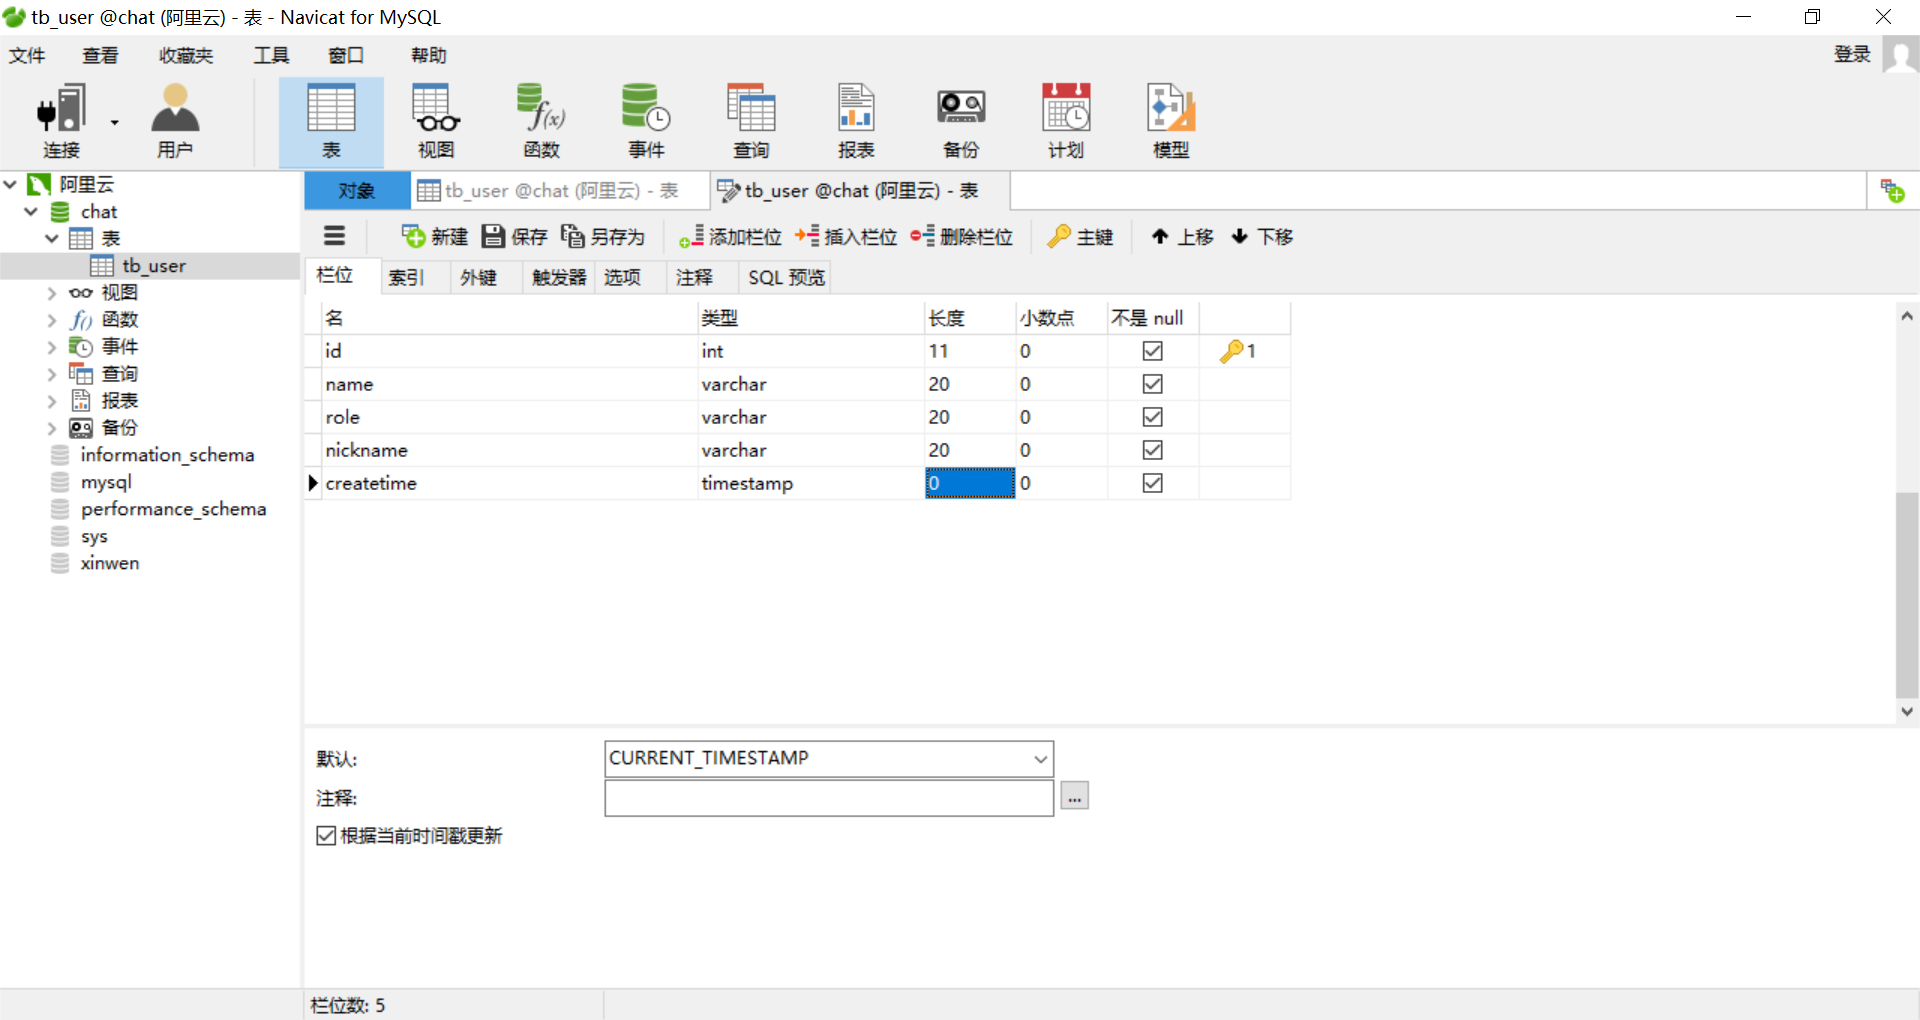 tb_user @chat (阿里云) - 表 - Navicat for MySQL
文件 查看 收藏夹 工具 窗口 帮助 登录
连接 用户 表 视图 函数 事件 查询 报表 备份 计划 模型
阿里云
chat
表
tb_user
视图
函数
事件
查询
报表
备份
information_schema
mysql
performance_schema
sys
xinwen
对象 tb_user @chat (阿里云) - 表 tb_user @chat (阿里云) - 表
新建 保存 另存为 添加栏位 插入栏位 删除栏位 主键 上移 下移
栏位 索引 外键 触发器 选项 注释 SQL 预览
名 类型 长度 小数点 不是 null
id int 11 0 1
name varchar 20 0
role varchar 20 0
nickname varchar 20 0
createtime timestamp 0 0
默认: CURRENT_TIMESTAMP
注释: ...
根据当前时间戳更新
栏位数: 5